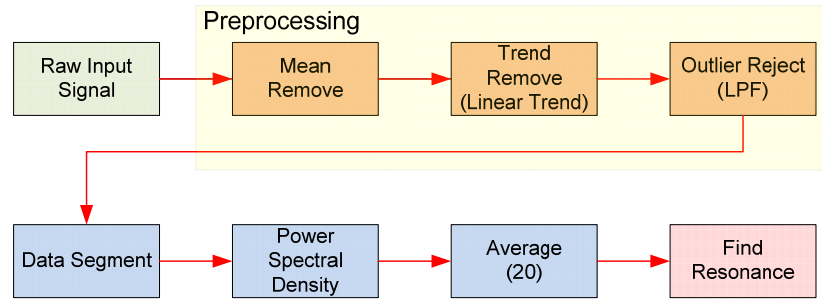 Preprocessing
Raw Input
Signal
Mean
Remove
Trend
Remove
(Linear Trend)
Outlier Reject
(LPF)
Data Segment
Power
Spectral
Density
Average
(20)
Find
Resonance